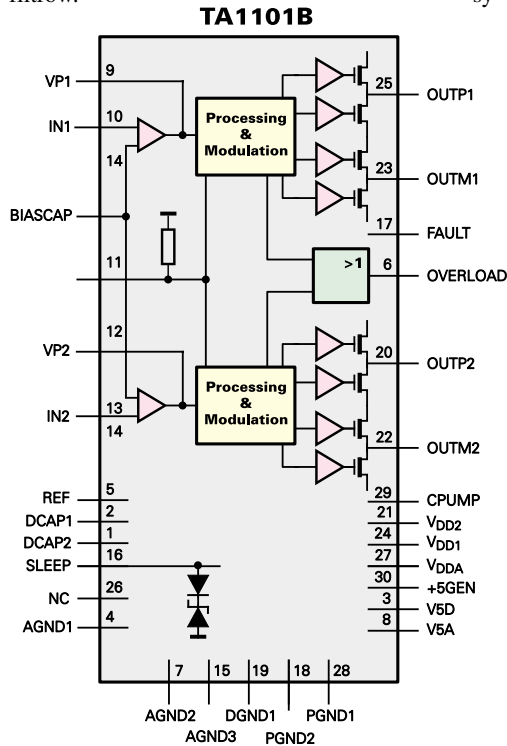 TA1101B
VP1
9
IN1
10
14
BIASCAP
11
VP2
12
IN2
13
14
REF
5
DCAP1
2
DCAP2
1
SLEEP
16
NC
26
AGND1
4
Processing
&
Modulation
>1
Processing
&
Modulation
25
OUTP1
23
OUTM1
17
FAULT
6
OVERLOAD
20
OUTP2
22
OUTM2
29
CPUMP
21
VDD2
24
VDD1
27
VDDA
30
+5GEN
3
V5D
8
V5A
7
15
19
18
28
AGND2
DGND1
PGND1
AGND3
PGND2